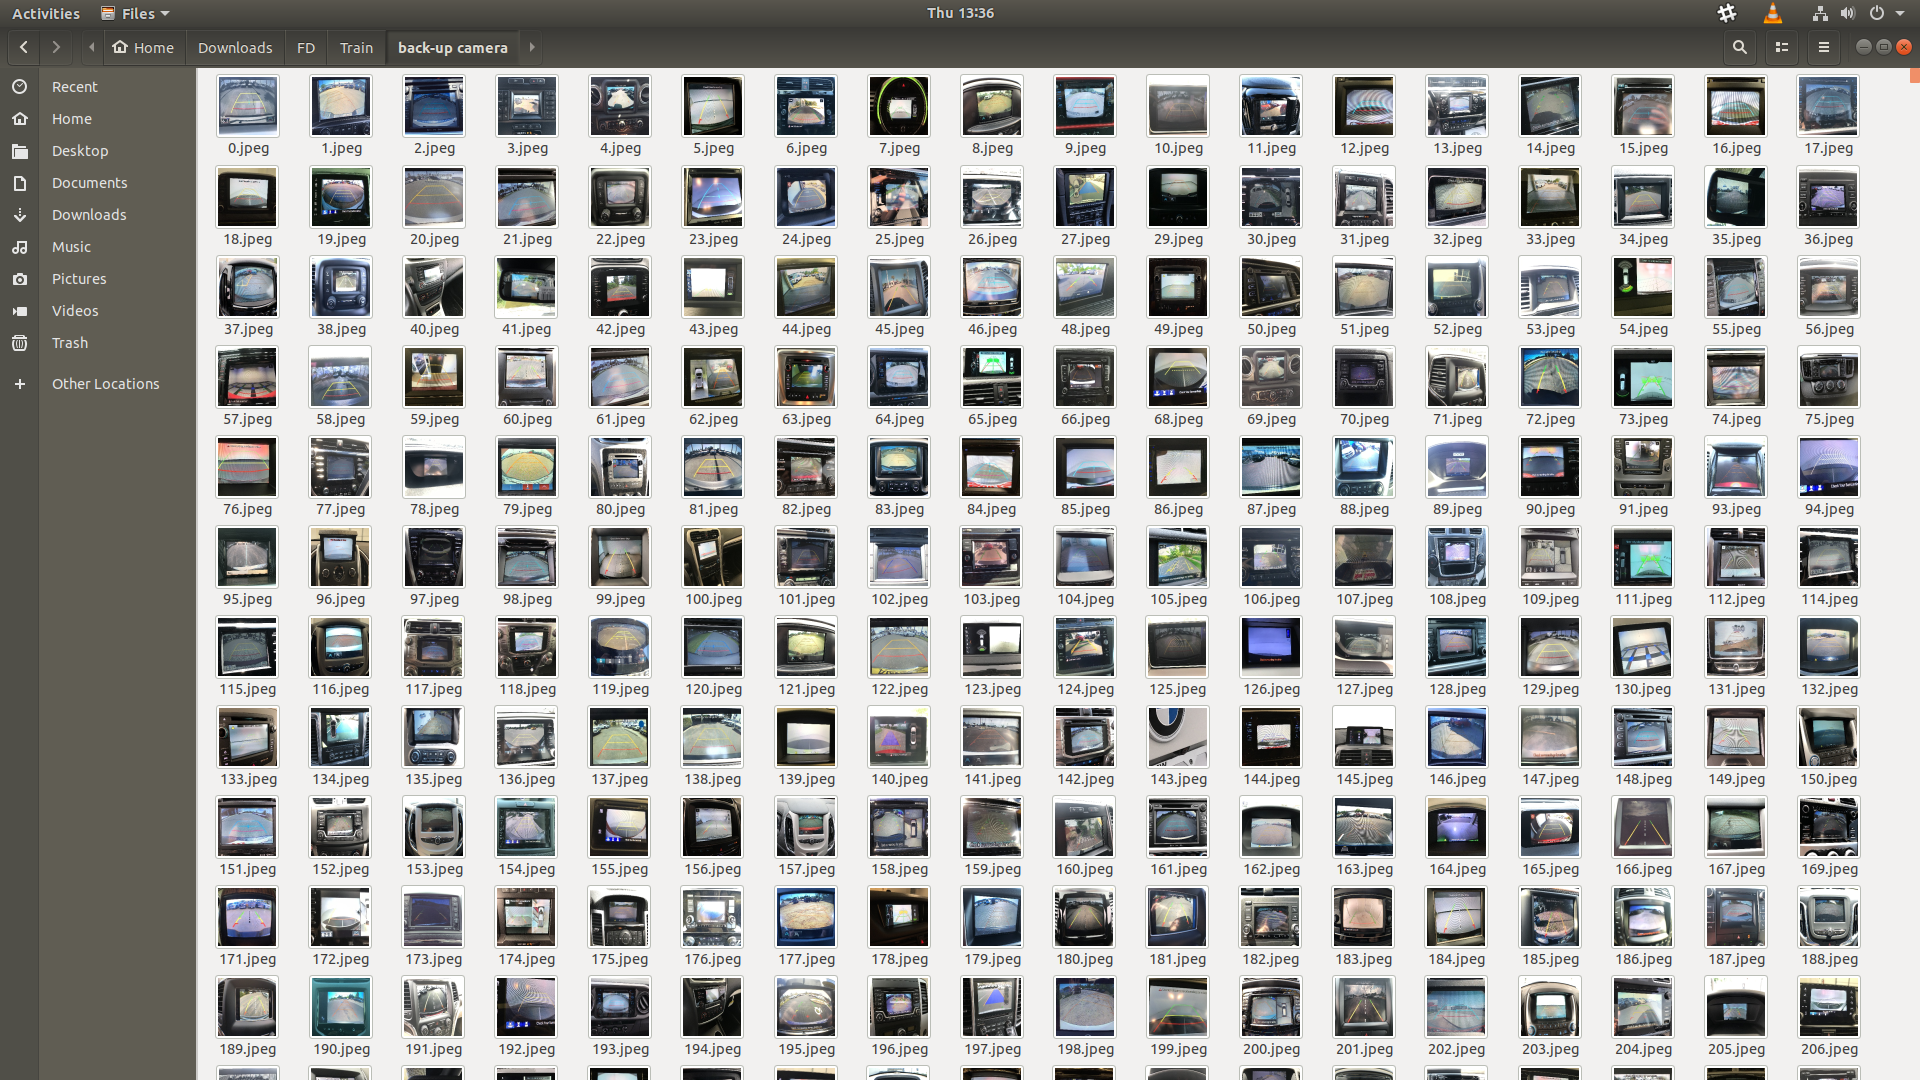 Activities Files Thu 13:36
Home Downloads FD Train back-up camera
Recent
Home
Desktop
Documents
Downloads
Music
Pictures
Videos
Trash
Other Locations
0.jpeg 1.jpeg 2.jpeg 3.jpeg 4.jpeg 5.jpeg 6.jpeg 7.jpeg 8.jpeg 9.jpeg 10.jpeg 11.jpeg 12.jpeg 13.jpeg 14.jpeg 15.jpeg 16.jpeg 17.jpeg
18.jpeg 19.jpeg 20.jpeg 21.jpeg 22.jpeg 23.jpeg 24.jpeg 25.jpeg 26.jpeg 27.jpeg 29.jpeg 30.jpeg 31.jpeg 32.jpeg 33.jpeg 34.jpeg 35.jpeg 36.jpeg
37.jpeg 38.jpeg 40.jpeg 41.jpeg 42.jpeg 43.jpeg 44.jpeg 45.jpeg 46.jpeg 48.jpeg 49.jpeg 50.jpeg 51.jpeg 52.jpeg 53.jpeg 54.jpeg 55.jpeg 56.jpeg
57.jpeg 58.jpeg 59.jpeg 60.jpeg 61.jpeg 62.jpeg 63.jpeg 64.jpeg 65.jpeg 66.jpeg 68.jpeg 69.jpeg 70.jpeg 71.jpeg 72.jpeg 73.jpeg 74.jpeg 75.jpeg
76.jpeg 77.jpeg 78.jpeg 79.jpeg 80.jpeg 81.jpeg 82.jpeg 83.jpeg 84.jpeg 85.jpeg 86.jpeg 87.jpeg 88.jpeg 89.jpeg 90.jpeg 91.jpeg 93.jpeg 94.jpeg
95.jpeg 96.jpeg 97.jpeg 98.jpeg 99.jpeg 100.jpeg 101.jpeg 102.jpeg 103.jpeg 104.jpeg 105.jpeg 106.jpeg 107.jpeg 108.jpeg 109.jpeg 111.jpeg 112.jpeg 114.jpeg
115.jpeg 116.jpeg 117.jpeg 118.jpeg 119.jpeg 120.jpeg 121.jpeg 122.jpeg 123.jpeg 124.jpeg 125.jpeg 126.jpeg 127.jpeg 128.jpeg 129.jpeg 130.jpeg 131.jpeg 132.jpeg
133.jpeg 134.jpeg 135.jpeg 136.jpeg 137.jpeg 138.jpeg 139.jpeg 140.jpeg 141.jpeg 142.jpeg 143.jpeg 144.jpeg 145.jpeg 146.jpeg 147.jpeg 148.jpeg 149.jpeg 150.jpeg
151.jpeg 152.jpeg 153.jpeg 154.jpeg 155.jpeg 156.jpeg 157.jpeg 158.jpeg 159.jpeg 160.jpeg 161.jpeg 162.jpeg 163.jpeg 164.jpeg 165.jpeg 166.jpeg 167.jpeg 169.jpeg
171.jpeg 172.jpeg 173.jpeg 174.jpeg 175.jpeg 176.jpeg 177.jpeg 178.jpeg 179.jpeg 180.jpeg 181.jpeg 182.jpeg 183.jpeg 184.jpeg 185.jpeg 186.jpeg 187.jpeg 188.jpeg
189.jpeg 190.jpeg 191.jpeg 192.jpeg 193.jpeg 194.jpeg 195.jpeg 196.jpeg 197.jpeg 198.jpeg 199.jpeg 200.jpeg 201.jpeg 202.jpeg 203.jpeg 204.jpeg 205.jpeg 206.jpeg